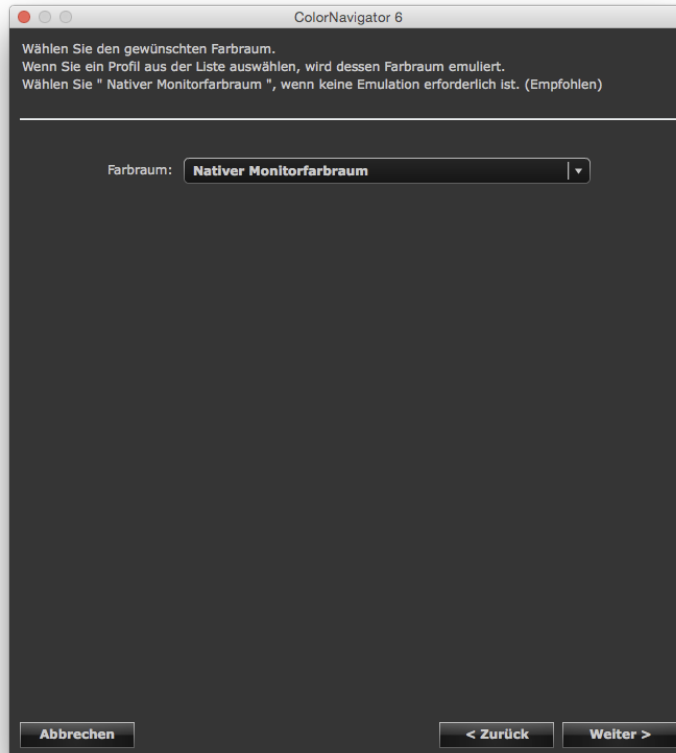 ColorNavigator 6
Wählen Sie den gewünschten Farbraum.
Wenn Sie ein Profil aus der Liste auswählen, wird dessen Farbraum emuliert.
Wählen Sie " Nativer Monitorfarbraum ", wenn keine Emulation erforderlich ist. (Empfohlen)
Farbraum: Nativer Monitorfarbraum
Abbrechen < Zurück Weiter >